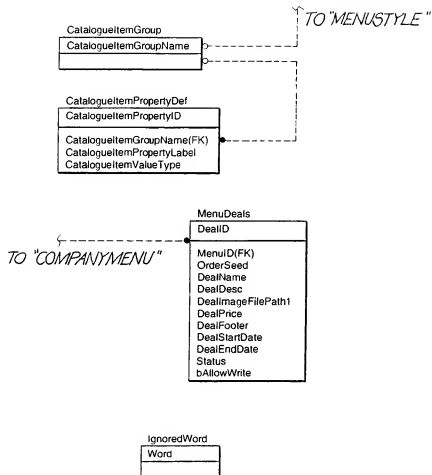 TO "MENUSTYLE"
CatalogueItemGroup
CatalogueItemGroupName
CatalogueItemPropertyDef
CatalogueItemPropertyID
CatalogueItemGroupName(FK)
CatalogueItemPropertyLabel
CatalogueItemValueType
TO "COMPANYMENU"
MenuDeals
DealID
MenuID(FK)
OrderSeed
DealName
DealDesc
DealImageFilePath1
DealPrice
DealFooter
DealStartDate
DealEndDate
Status
bAllowWrite
IgnoredWord
Word